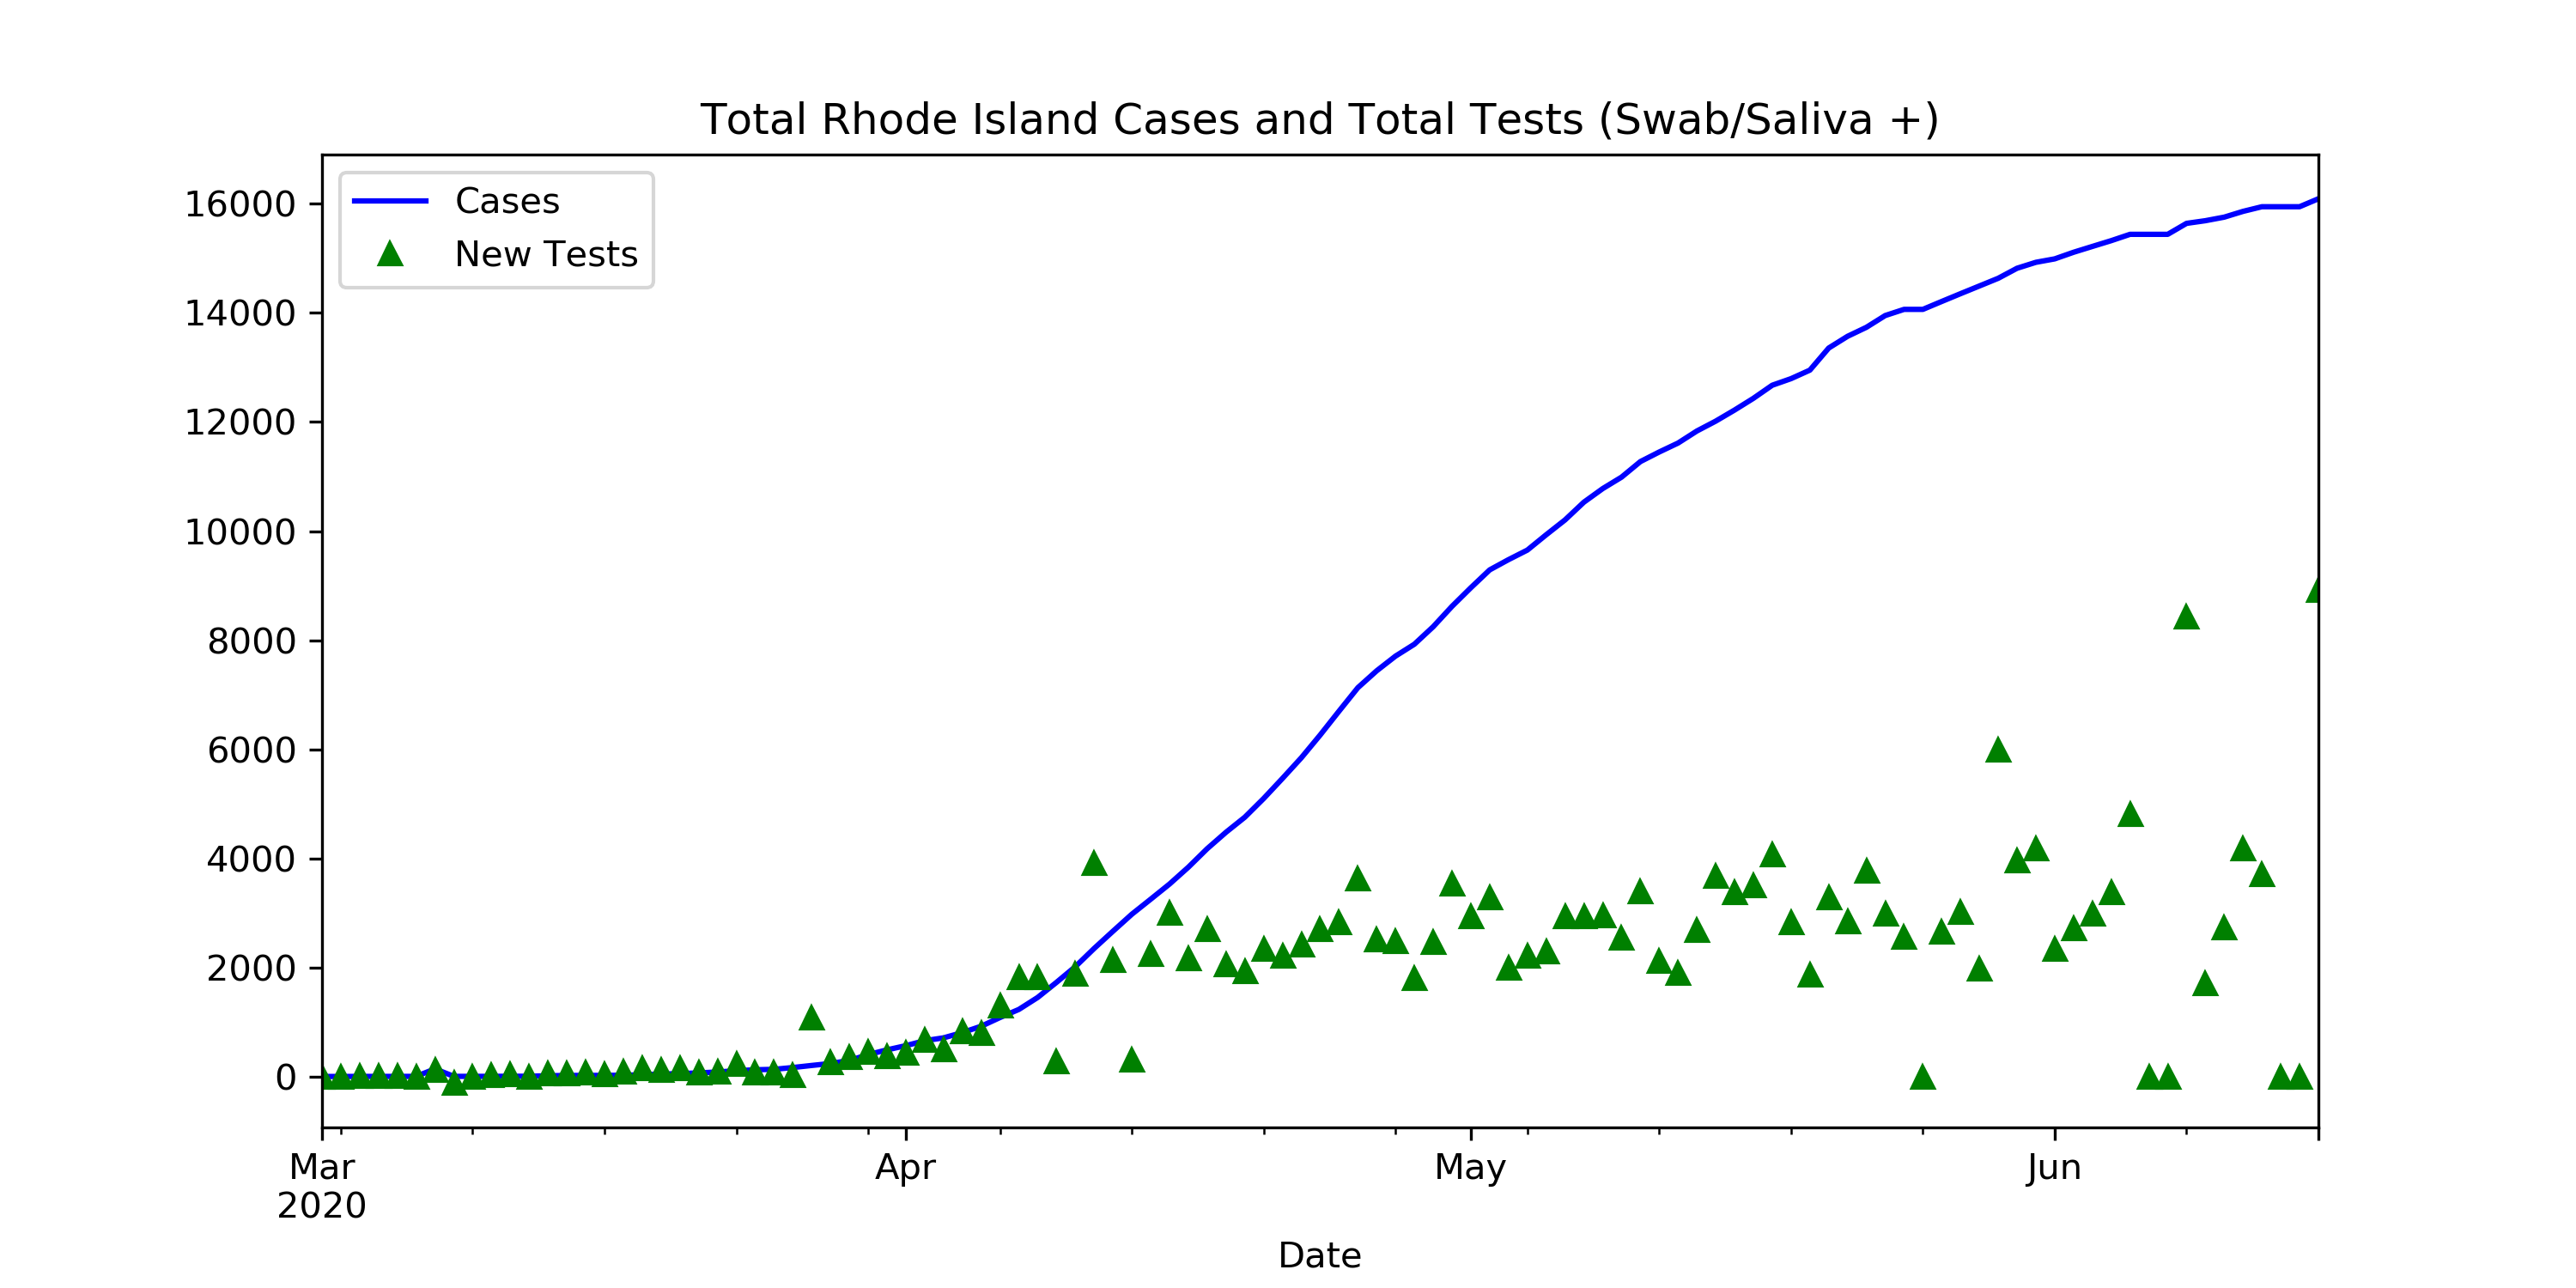 Total Rhode Island Cases and Total Tests (Swab/Saliva +)
Cases
New Tests
16000
14000
12000
10000
8000
6000
4000
2000
0
Mar Apr May Jun
2020
Date